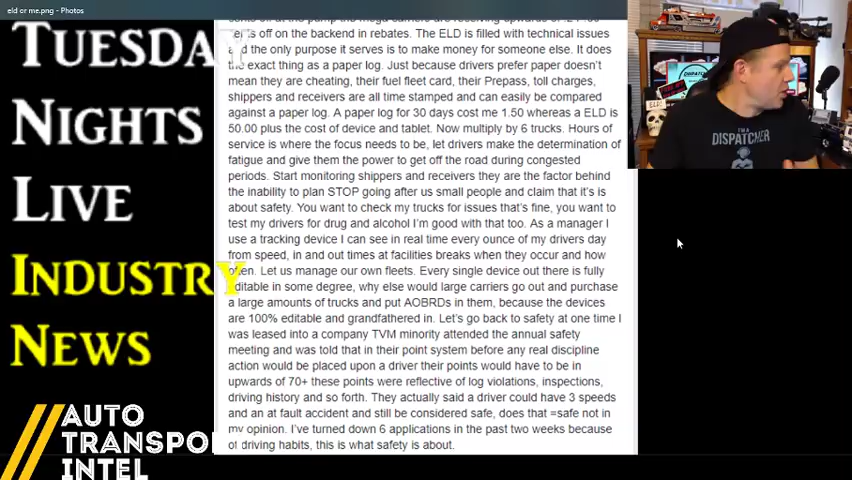 eld or me.png - Photos
TUESDAY
NIGHTS
LIVE
INDUSTRY
NEWS
AUTO
TRANSPO
INTEL
off on the backend in rebates. The ELD is filled with technical issues
and the only purpose it serves is to make money for someone else. It does
the exact thing as a paper log. Just because drivers prefer paper doesn't
mean they are cheating, their fuel fleet card, their Prepass, toll charges,
shippers and receivers are all time stamped and can easily be compared
against a paper log. A paper log for 30 days cost me 1.50 whereas a ELD is
50.00 plus the cost of device and tablet. Now multiply by 6 trucks. Hours of
service is where the focus needs to be, let drivers make the determination of
fatigue and give them the power to get off the road during congested
periods. Start monitoring shippers and receivers they are the factor behind
the inability to plan STOP going after us small people and claim that it's is
about safety. You want to check my trucks for issues that's fine, you want to
test my drivers for drug and alcohol I'm good with that too. As a manager I
use a tracking device I can see in real time every ounce of my drivers day
from speed, in and out times at facilities breaks when they occur and how
often. Let us manage our own fleets. Every single device out there is fully
editable in some degree, why else would large carriers go out and purchase
a large amounts of trucks and put AOBRDs in them, because the devices
are 100% editable and grandfathered in. Let's go back to safety at one time I
was leased into a company TVM minority attended the annual safety
meeting and was told that in their point system before any real discipline
action would be placed upon a driver their points would have to be in
upwards of 70+ these points were reflective of log violations, inspections,
driving history and so forth. They actually said a driver could have 3 speeds
and an at fault accident and still be considered safe, does that =safe not in
my opinion. I've turned down 6 applications in the past two weeks because
of driving habits, this is what safety is about.
ELD
DISPATCH
I'M A
DISPATCHER